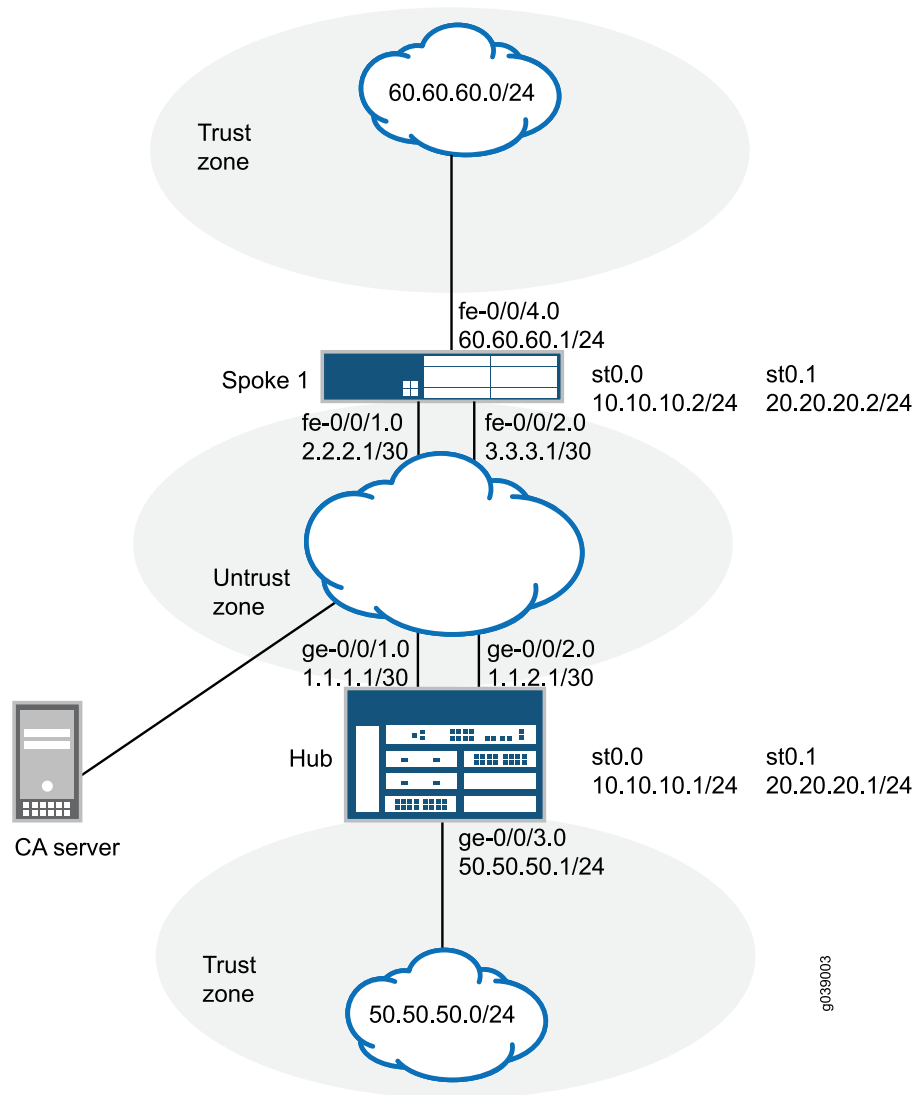 60.60.60.0/24
Trust
zone
fe-0/0/4.0
60.60.60.1/24
Spoke 1
st0.0
10.10.10.2/24
st0.1
20.20.20.2/24
fe-0/0/1.0
2.2.2.1/30
fe-0/0/2.0
3.3.3.1/30
Untrust
zone
ge-0/0/1.0
1.1.1.1/30
ge-0/0/2.0
1.1.2.1/30
Hub
st0.0
10.10.10.1/24
st0.1
20.20.20.1/24
CA server
ge-0/0/3.0
50.50.50.1/24
Trust
zone
50.50.50.0/24
g039003